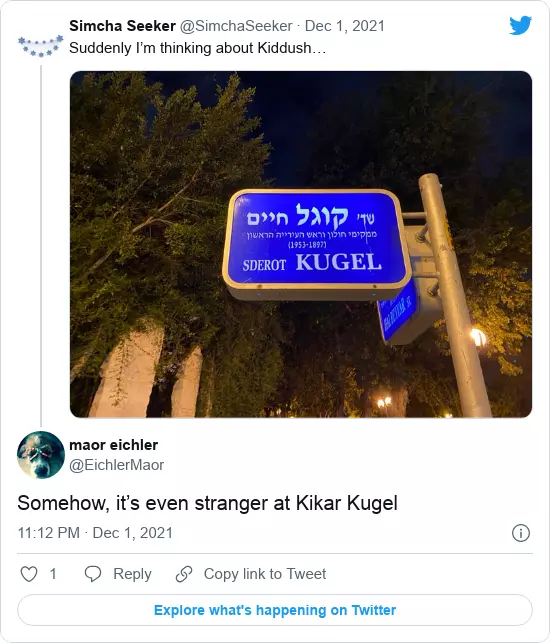 Simcha Seeker @SimchaSeeker · Dec 1, 2021
Suddenly I’m thinking about Kiddush…
שד' קוגל חיים
ממקימי חולון וראש העירייה הראשון
(1953-1897)
SDEROT KUGEL
maor eichler
@EichlerMaor
Somehow, it’s even stranger at Kikar Kugel
11:12 PM · Dec 1, 2021
1 Reply Copy link to Tweet
Explore what's happening on Twitter